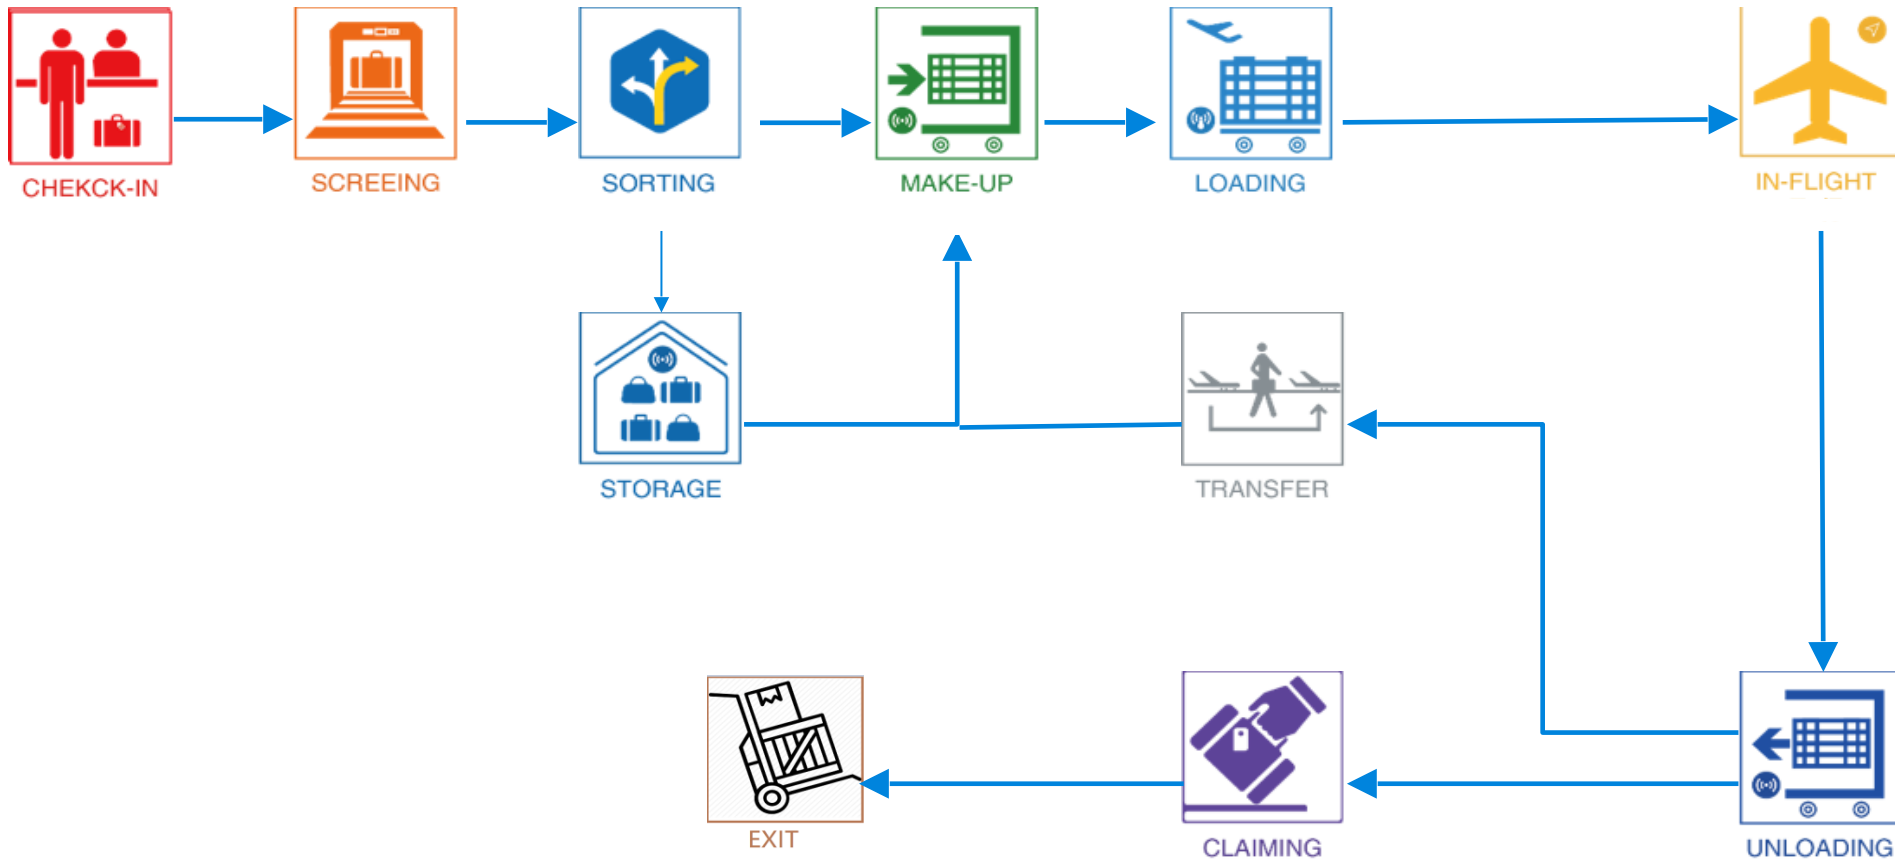 CHEKCK-IN
SCREEING
SORTING
MAKE-UP
LOADING
IN-FLIGHT
STORAGE
TRANSFER
EXIT
CLAIMING
UNLOADING